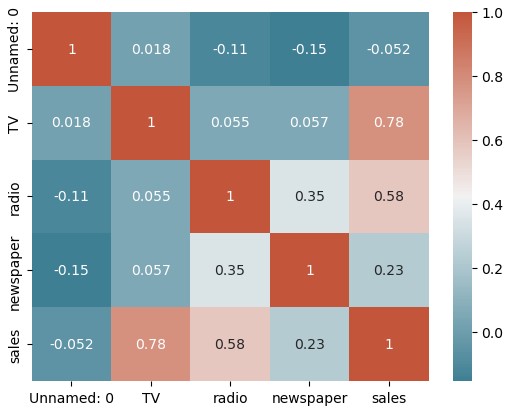 Unnamed: 0 1 0.018 -0.11 -0.15 -0.052
TV 0.018 1 0.055 0.057 0.78
radio -0.11 0.055 1 0.35 0.58
newspaper -0.15 0.057 0.35 1 0.23
sales -0.052 0.78 0.58 0.23 1
Unnamed: 0 TV radio newspaper sales
1.0
0.8
0.6
0.4
0.2
0.0